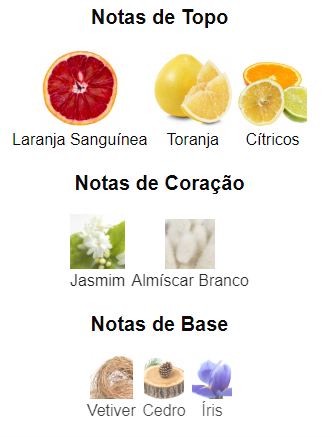 Notas de Topo
Laranja Sanguínea Toranja Cítricos
Notas de Coração
Jasmim Almíscar Branco
Notas de Base
Vetiver Cedro Íris